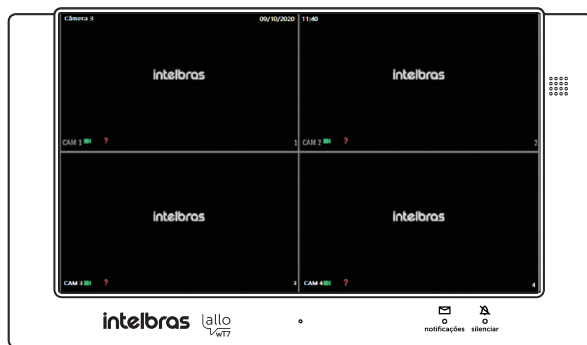 Câmera 3 09/10/2020 11:40
intelbras intelbras
CAM 1 ? 1 CAM 2 ? 2
intelbras intelbras
CAM 3 ? 3 CAM 4 ? 4
intelbras allo wT7
notificações silenciar